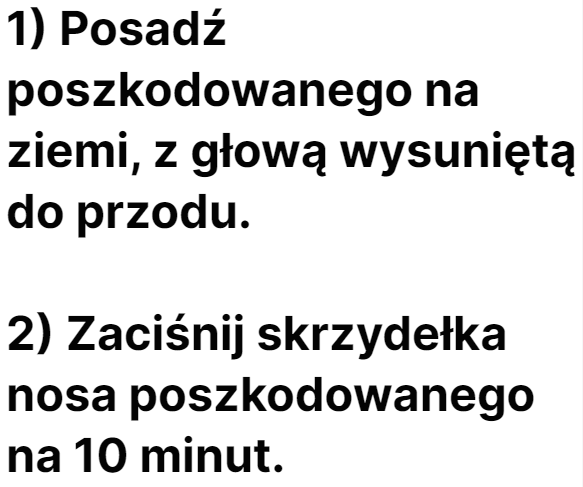 1) Posadź
poszkodowanego na
ziemi, z głową wysuniętą
do przodu.
2) Zaciśnij skrzydełka
nosa poszkodowanego
na 10 minut.